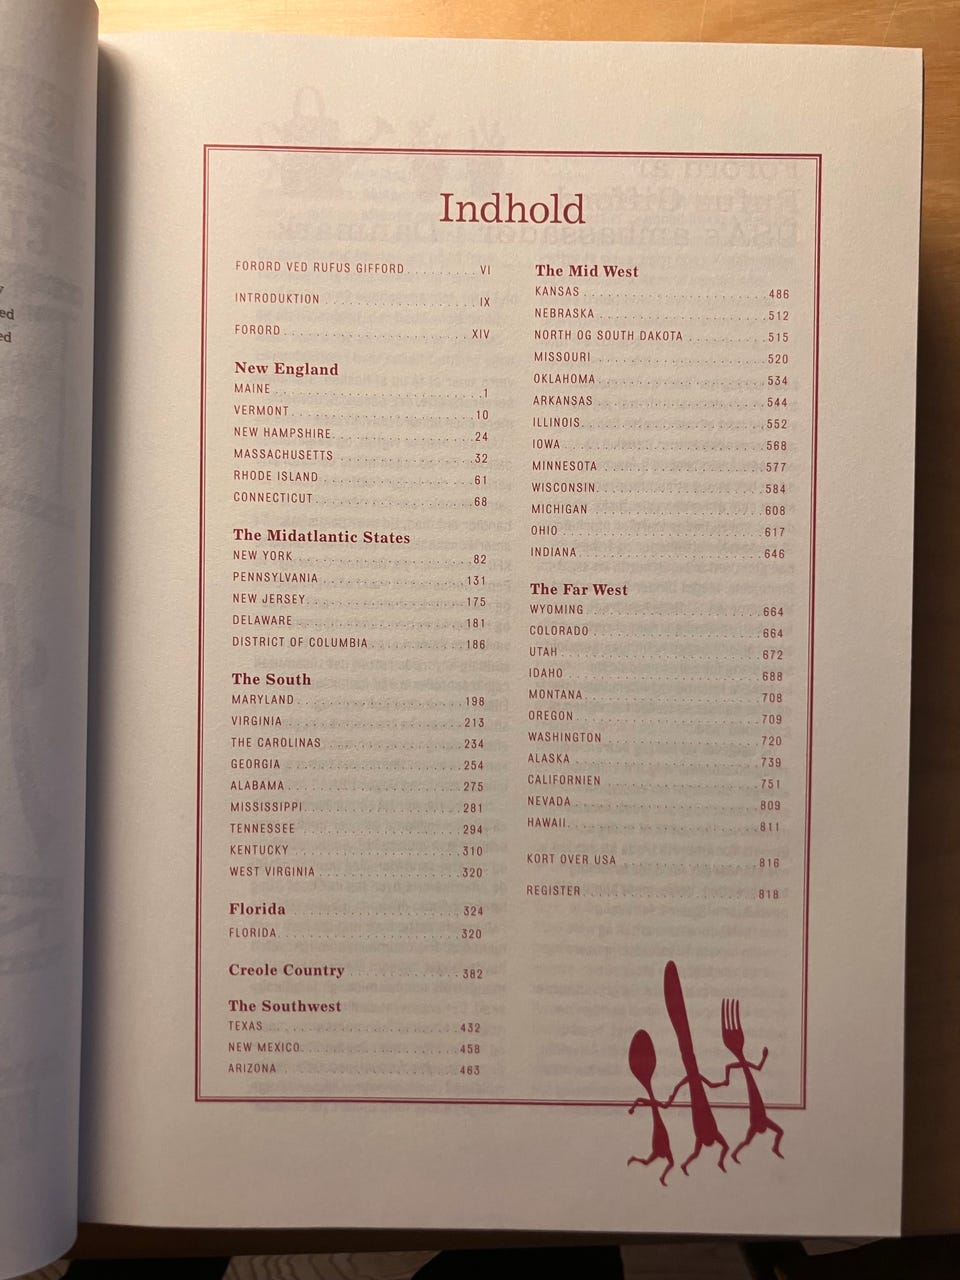 ed
ed
Indhold
FORORD VED RUFUS GIFFORD . . . . . . . . . VI
INTRODUKTION . . . . . . . . . . . . . . . . . . . . IX
FORORD . . . . . . . . . . . . . . . . . . . . . . . . XIV
New England
MAINE . . . . . . . . . . . . . . . . . . . . . . . . . . . 1
VERMONT . . . . . . . . . . . . . . . . . . . . . . . . 10
NEW HAMPSHIRE . . . . . . . . . . . . . . . . . . 24
MASSACHUSETTS . . . . . . . . . . . . . . . . . . 32
RHODE ISLAND . . . . . . . . . . . . . . . . . . . . 61
CONNECTICUT . . . . . . . . . . . . . . . . . . . . 68
The Midatlantic States
NEW YORK . . . . . . . . . . . . . . . . . . . . . . . 82
PENNSYLVANIA . . . . . . . . . . . . . . . . . . . 131
NEW JERSEY . . . . . . . . . . . . . . . . . . . . . 175
DELAWARE . . . . . . . . . . . . . . . . . . . . . . 181
DISTRICT OF COLUMBIA . . . . . . . . . . . . 186
The South
MARYLAND . . . . . . . . . . . . . . . . . . . . . . 198
VIRGINIA . . . . . . . . . . . . . . . . . . . . . . . 213
THE CAROLINAS . . . . . . . . . . . . . . . . . . 234
GEORGIA . . . . . . . . . . . . . . . . . . . . . . . 254
ALABAMA . . . . . . . . . . . . . . . . . . . . . . . 275
MISSISSIPPI . . . . . . . . . . . . . . . . . . . . . 281
TENNESSEE . . . . . . . . . . . . . . . . . . . . . 294
KENTUCKY . . . . . . . . . . . . . . . . . . . . . . 310
WEST VIRGINIA . . . . . . . . . . . . . . . . . . 320
Florida . . . . . . . . . . . . . . . . . . . . . . 324
FLORIDA . . . . . . . . . . . . . . . . . . . . . . . 320
Creole Country . . . . . . . . . . . . . . 382
The Southwest
TEXAS . . . . . . . . . . . . . . . . . . . . . . . . . 432
NEW MEXICO . . . . . . . . . . . . . . . . . . . . 458
ARIZONA . . . . . . . . . . . . . . . . . . . . . . . 463
The Mid West
KANSAS . . . . . . . . . . . . . . . . . . . . . . . . 486
NEBRASKA . . . . . . . . . . . . . . . . . . . . . . 512
NORTH OG SOUTH DAKOTA . . . . . . . . . . 515
MISSOURI . . . . . . . . . . . . . . . . . . . . . . 520
OKLAHOMA . . . . . . . . . . . . . . . . . . . . . 534
ARKANSAS . . . . . . . . . . . . . . . . . . . . . 544
ILLINOIS . . . . . . . . . . . . . . . . . . . . . . . 552
IOWA . . . . . . . . . . . . . . . . . . . . . . . . . . 568
MINNESOTA . . . . . . . . . . . . . . . . . . . . . 577
WISCONSIN . . . . . . . . . . . . . . . . . . . . . 584
MICHIGAN . . . . . . . . . . . . . . . . . . . . . . 608
OHIO . . . . . . . . . . . . . . . . . . . . . . . . . . 617
INDIANA . . . . . . . . . . . . . . . . . . . . . . . 646
The Far West
WYOMING . . . . . . . . . . . . . . . . . . . . . . 664
COLORADO . . . . . . . . . . . . . . . . . . . . . 664
UTAH . . . . . . . . . . . . . . . . . . . . . . . . . . 672
IDAHO . . . . . . . . . . . . . . . . . . . . . . . . . 688
MONTANA . . . . . . . . . . . . . . . . . . . . . . 708
OREGON . . . . . . . . . . . . . . . . . . . . . . . 709
WASHINGTON . . . . . . . . . . . . . . . . . . . 720
ALASKA . . . . . . . . . . . . . . . . . . . . . . . . 739
CALIFORNIEN . . . . . . . . . . . . . . . . . . . 751
NEVADA . . . . . . . . . . . . . . . . . . . . . . . . 809
HAWAII . . . . . . . . . . . . . . . . . . . . . . . . 811
KORT OVER USA . . . . . . . . . . . . . . . . . 816
REGISTER . . . . . . . . . . . . . . . . . . . . . . 818